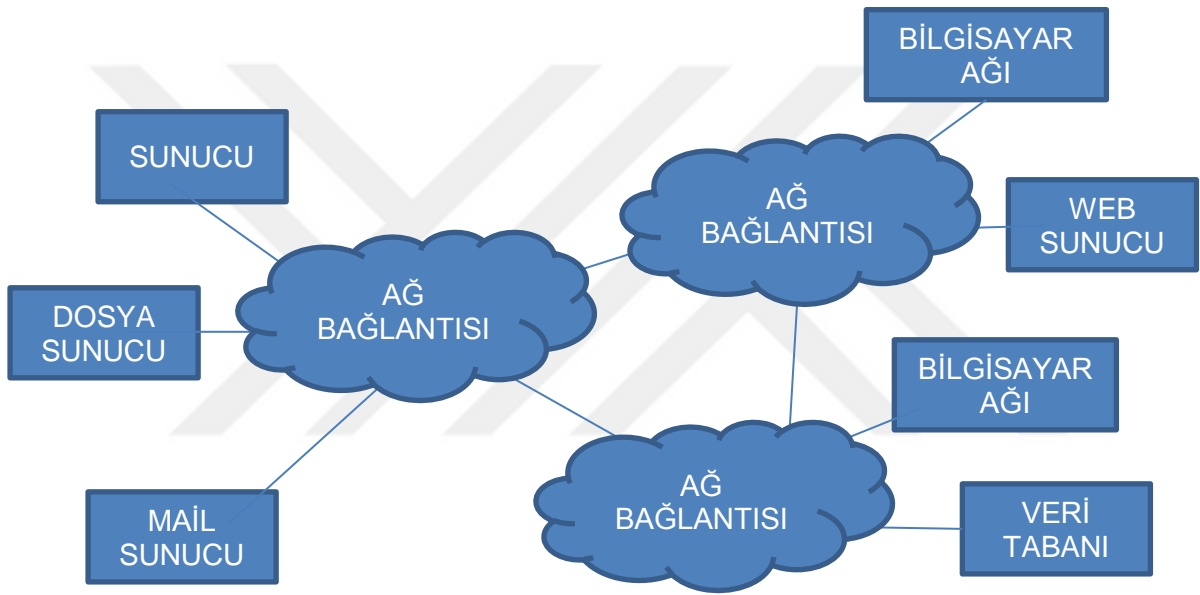 BİLGİSAYAR
AĞI
SUNUCU
AĞ
BAĞLANTISI
WEB
SUNUCU
AĞ
BAĞLANTISI
DOSYA
SUNUCU
BİLGİSAYAR
AĞI
AĞ
BAĞLANTISI
MAİL
SUNUCU
VERİ
TABANI